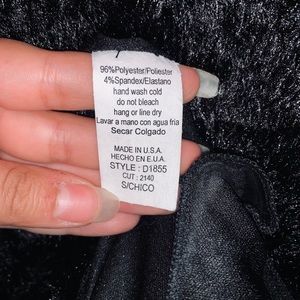 96%Polyester/Poliester
4%Spandex/Elastano
hand wash cold
do not bleach
hang or line dry
Lavar a mano con agua fria
Secar Colgado
MADE IN U.S.A.
HECHO EN E.U.A.
STYLE : D1855
CUT : 2140
S/CHICO